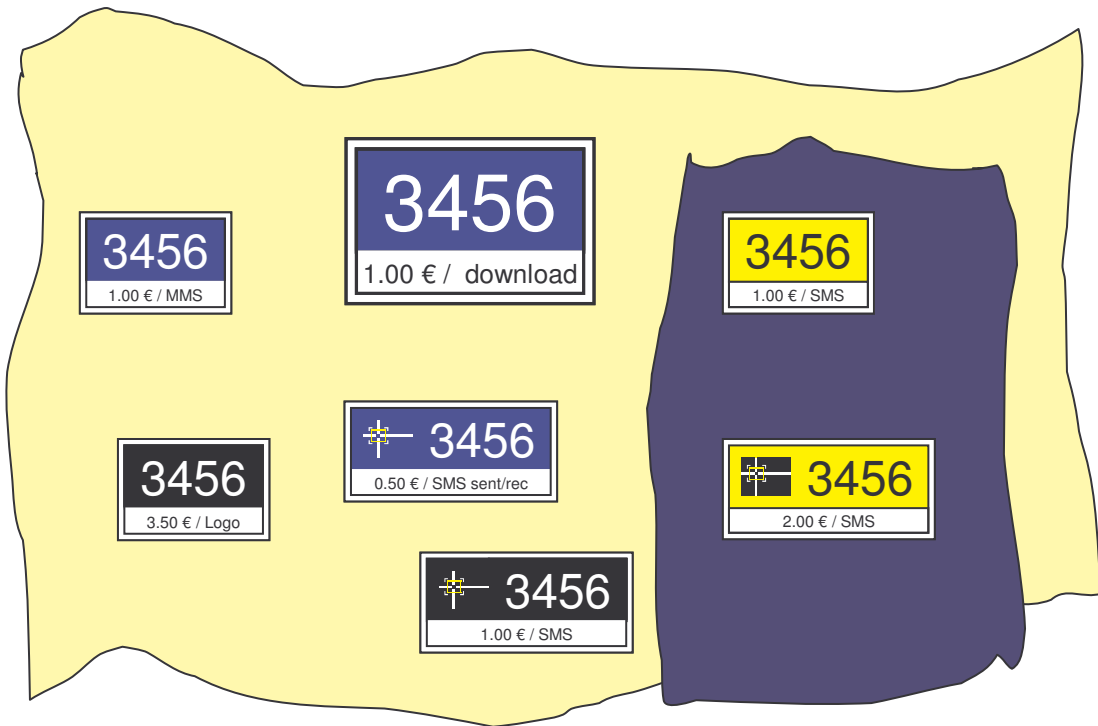 3456
1.00 € / download
3456
1.00 € / MMS
3456
1.00 € / SMS
3456
0.50 € / SMS sent/rec
3456
3.50 € / Logo
3456
2.00 € / SMS
3456
1.00 € / SMS